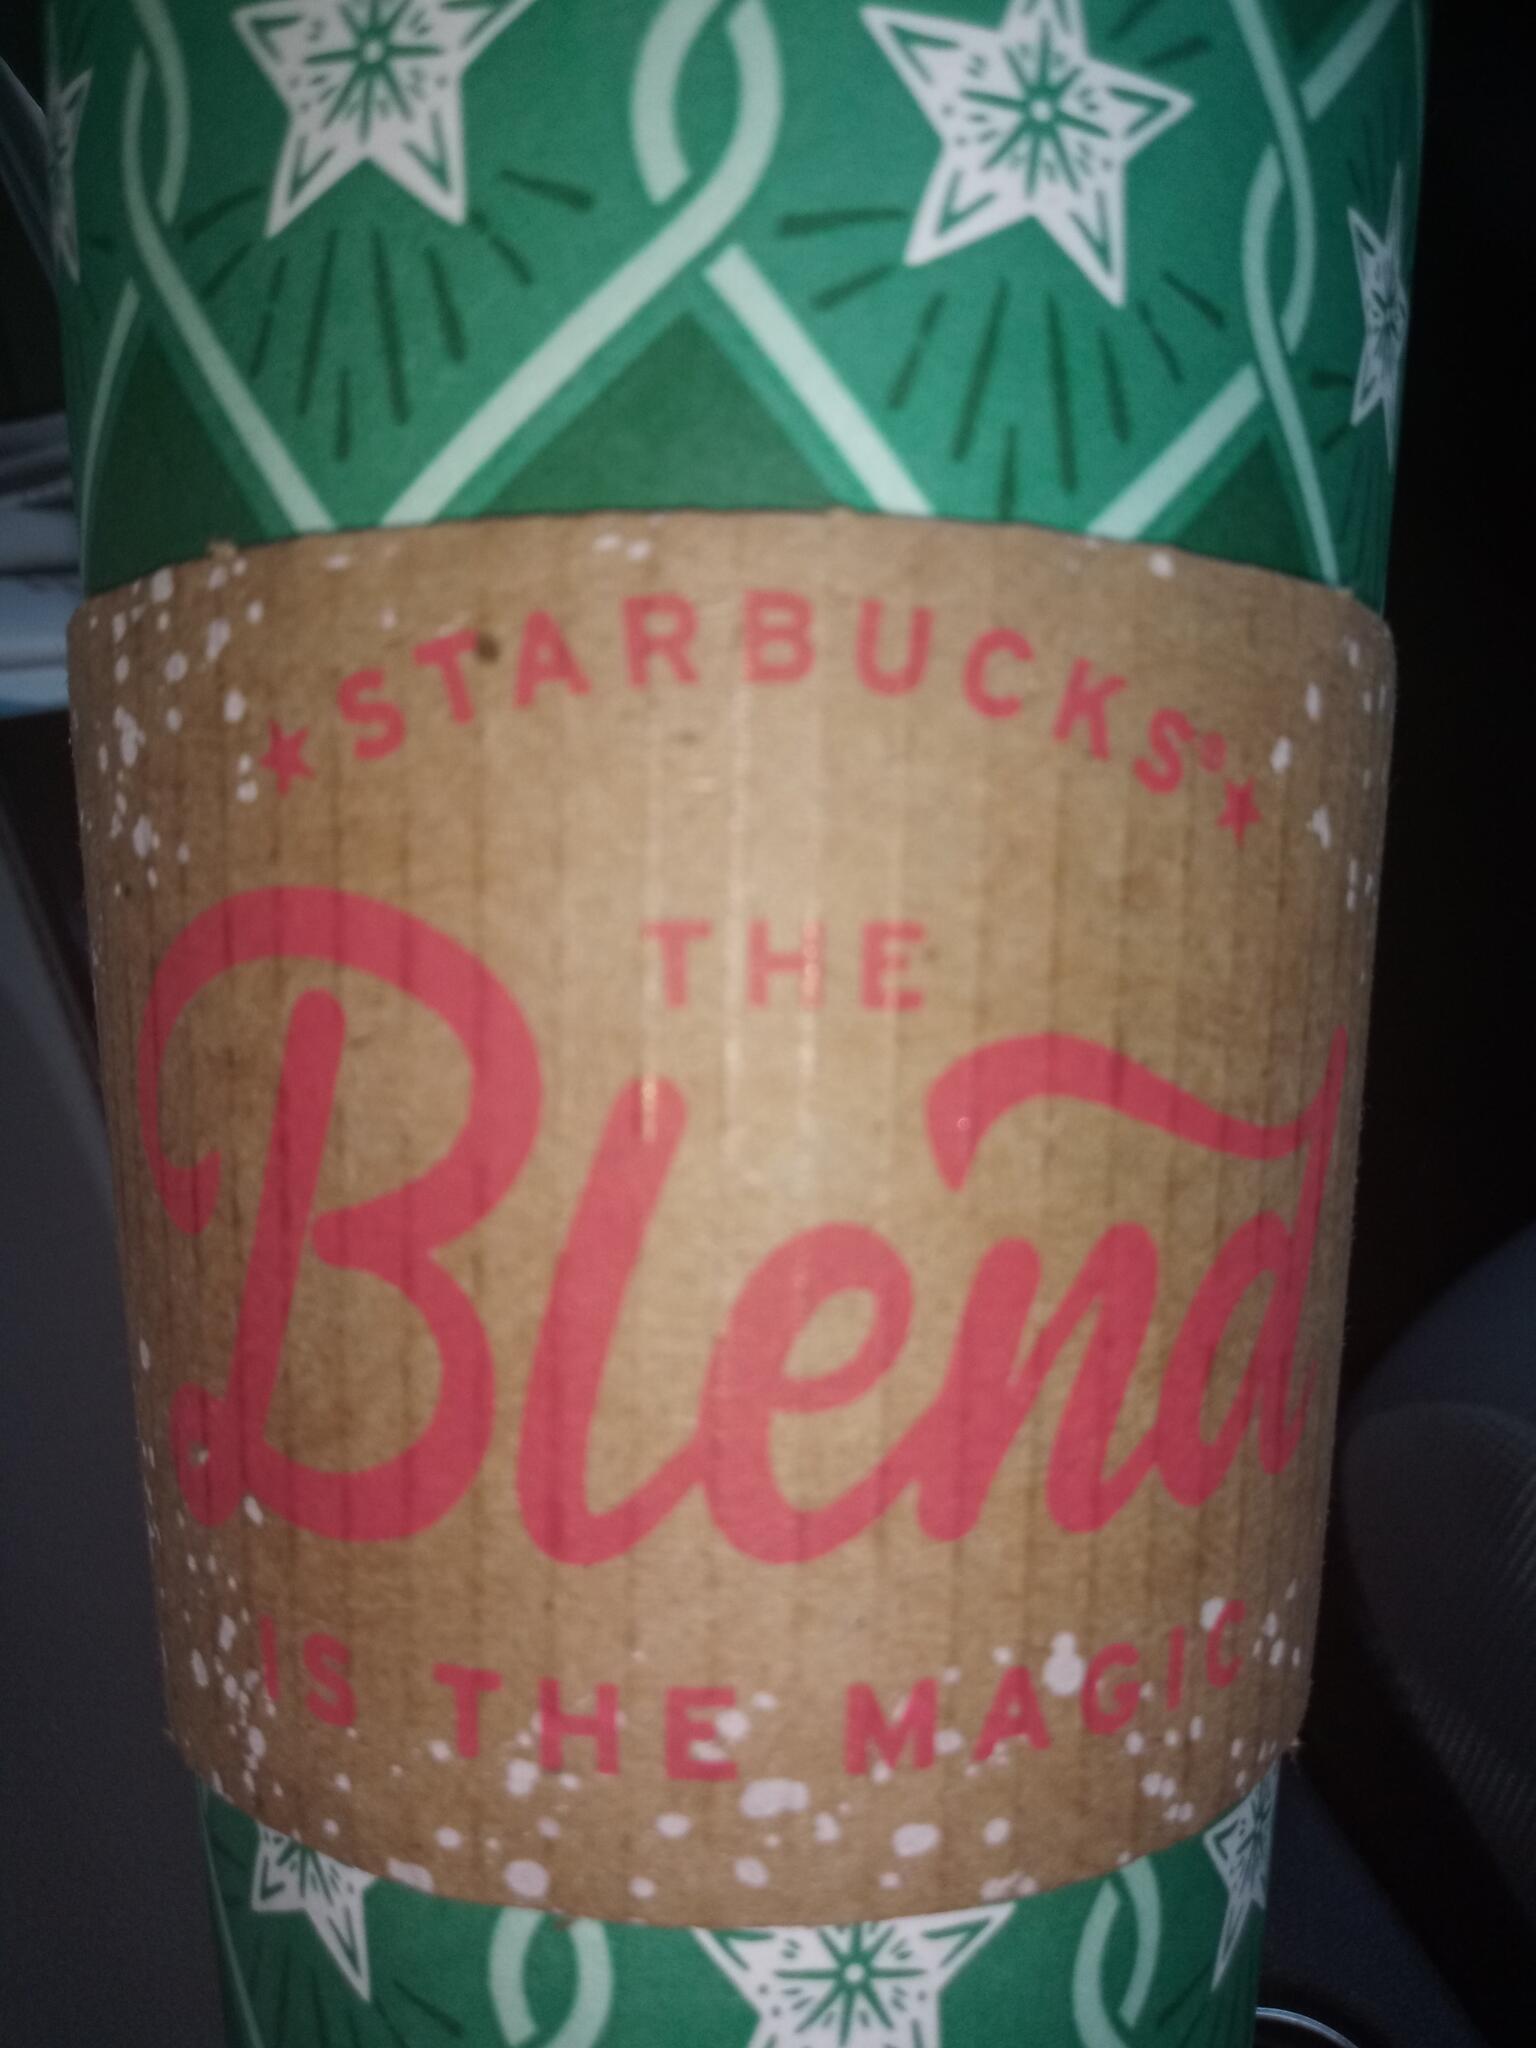 STARBUCKS®
THE
Blend
IS THE MAGIC